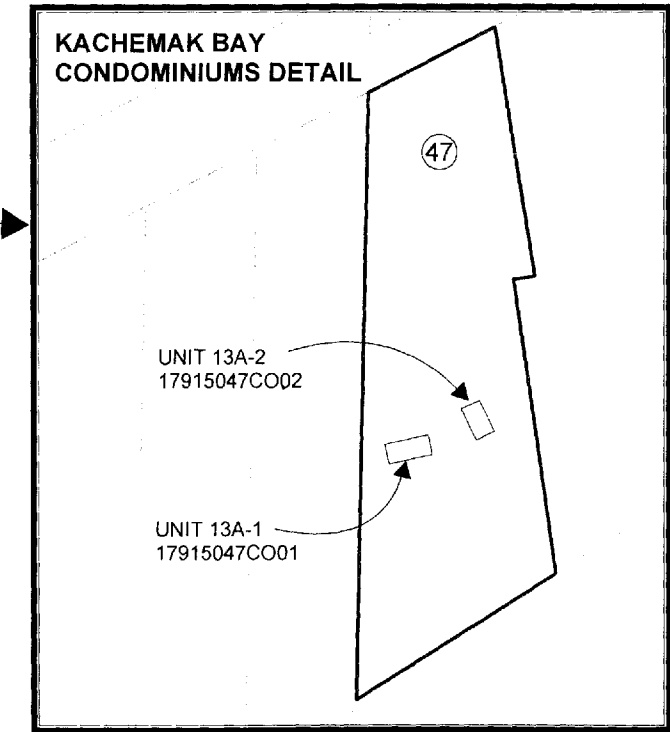 KACHEMAK BAY
CONDOMINIUMS DETAIL
47
UNIT 13A-2
17915047CO02
UNIT 13A-1
17915047CO01